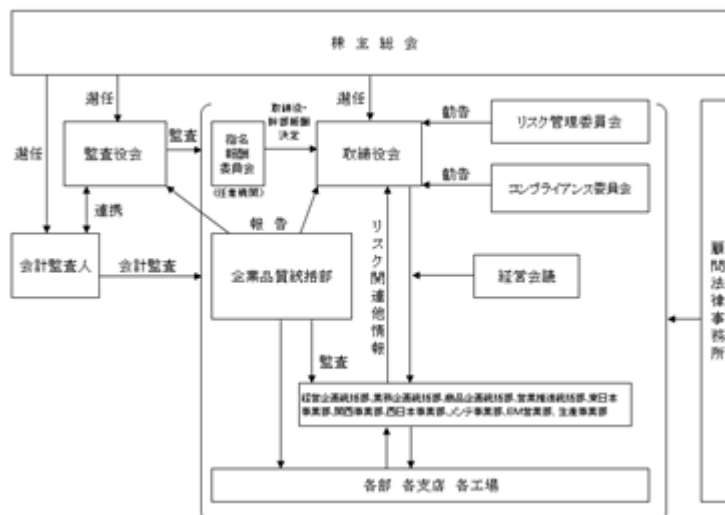 株主総会
選任
選任
選任
監査役会
監査
指名
報酬
委員会
(任意機関)
取締役・
幹部報酬
決定
取締役会
勧告
リスク管理委員会
勧告
コンプライアンス委員会
連携
報告
会計監査人
会計監査
企業品質統括部
リスク関連他情報
経営会議
顧問法律事務所
監査
経営企画統括部、業務企画統括部、商品企画統括部、営業推進統括部、東日本
事業部、関西事業部、西日本事業部、メンテ事業部、EM営業部、生産事業部
各部 各支店 各工場